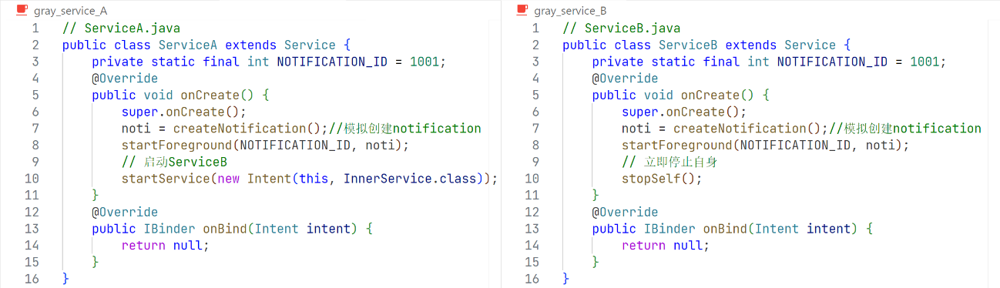 gray_service_A
1 // ServiceA.java
2 public class ServiceA extends Service {
3 private static final int NOTIFICATION_ID = 1001;
4 @Override
5 public void onCreate() {
6 super.onCreate();
7 noti = createNotification();//模拟创建notification
8 startForeground(NOTIFICATION_ID, noti);
9 // 启动ServiceB
10 startService(new Intent(this, InnerService.class));
11 }
12 @Override
13 public IBinder onBind(Intent intent) {
14 return null;
15 }
16 }
gray_service_B
1 // ServiceB.java
2 public class ServiceB extends Service {
3 private static final int NOTIFICATION_ID = 1001;
4 @Override
5 public void onCreate() {
6 super.onCreate();
7 noti = createNotification();//模拟创建notification
8 startForeground(NOTIFICATION_ID, noti);
9 // 立即停止自身
10 stopSelf();
11 }
12 @Override
13 public IBinder onBind(Intent intent) {
14 return null;
15 }
16 }